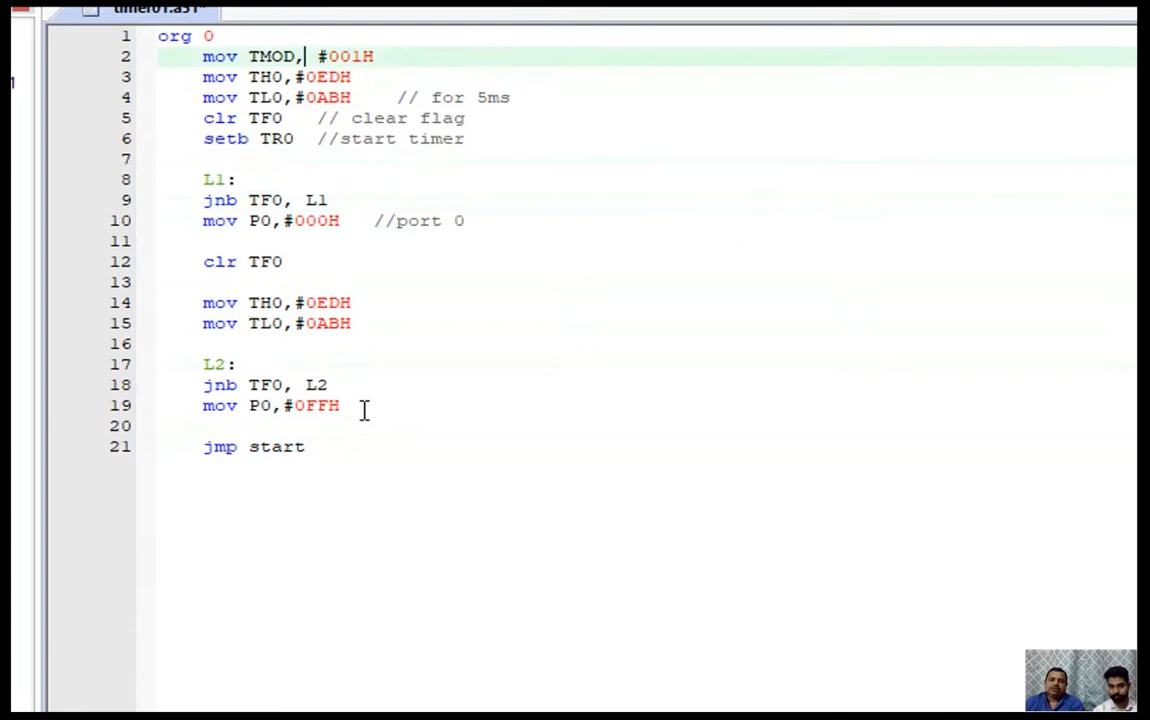 timer01.a51*
1 org 0
2 mov TMOD, #001H
3 mov TH0,#0EDH
4 mov TL0,#0ABH // for 5ms
5 clr TF0 // clear flag
6 setb TR0 //start timer
7
8 L1:
9 jnb TF0, L1
10 mov P0,#000H //port 0
11
12 clr TF0
13
14 mov TH0,#0EDH
15 mov TL0,#0ABH
16
17 L2:
18 jnb TF0, L2
19 mov P0,#0FFH
20
21 jmp start